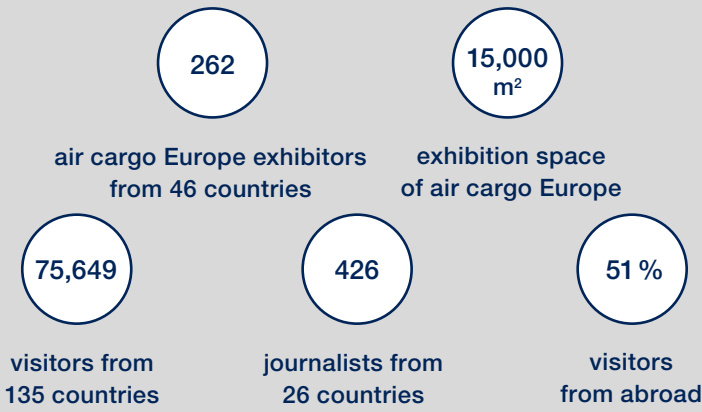 262
15,000
m²
air cargo Europe exhibitors
from 46 countries
exhibition space
of air cargo Europe
75,649
426
51 %
visitors from
135 countries
journalists from
26 countries
visitors
from abroad